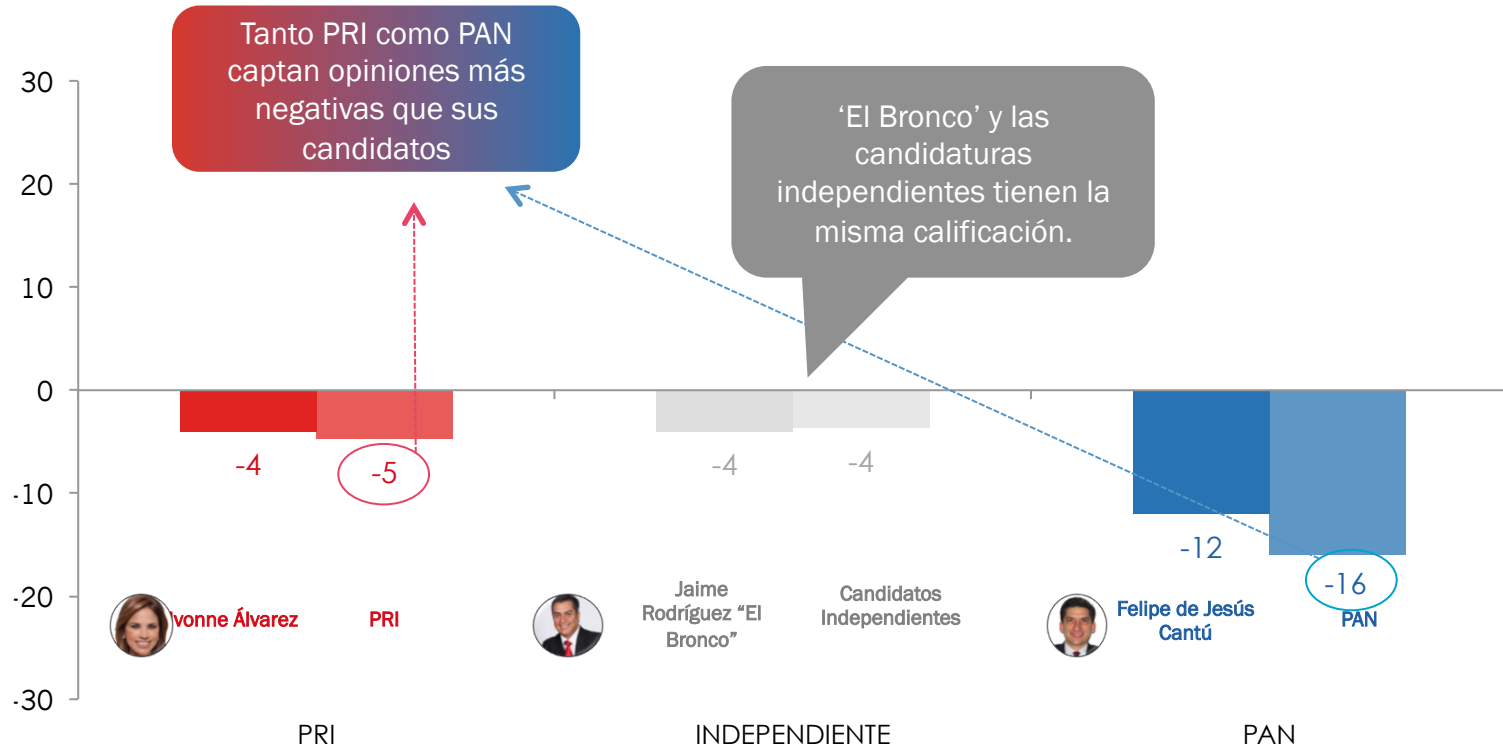 Tanto PRI como PAN
captan opiniones más
negativas que sus
candidatos
'El Bronco' y las
candidaturas
independientes tienen la
misma calificación.
30
20
10
0
-10
-20
-30
-4
-5
-4
-4
-12
-16
Ivonne Álvarez
PRI
Jaime
Rodríguez “El
Bronco”
Candidatos
Independientes
Felipe de Jesús
Cantú
PAN
PRI
INDEPENDIENTE
PAN